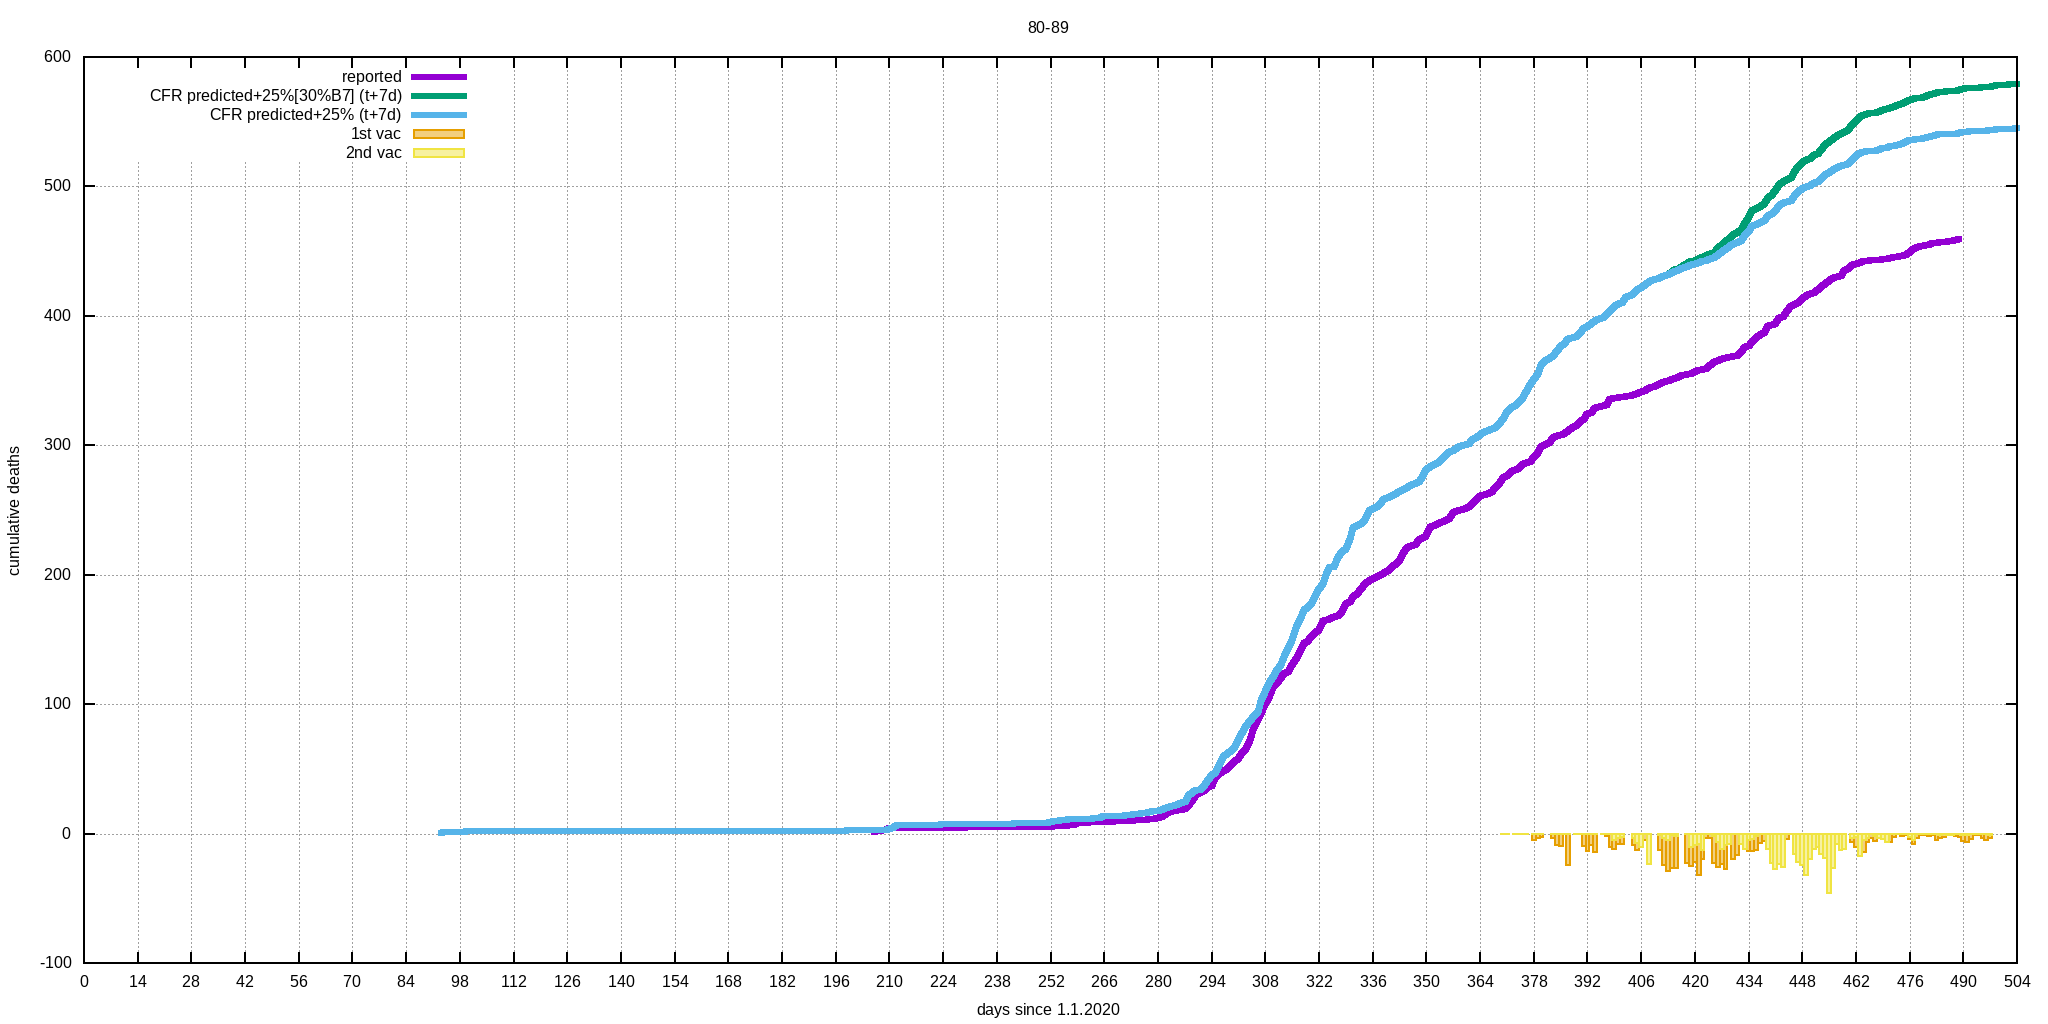 80-89
600
500
400
300
200
100
0
-100
reported
CFR predicted+25%[30%B7] (t+7d)
CFR predicted+25% (t+7d)
1st vac
2nd vac
cumulative deaths
0 14 28 42 56 70 84 98 112 126 140 154 168 182 196 210 224 238 252 266 280 294 308 322 336 350 364 378 392 406 420 434 448 462 476 490 504
days since 1.1.2020